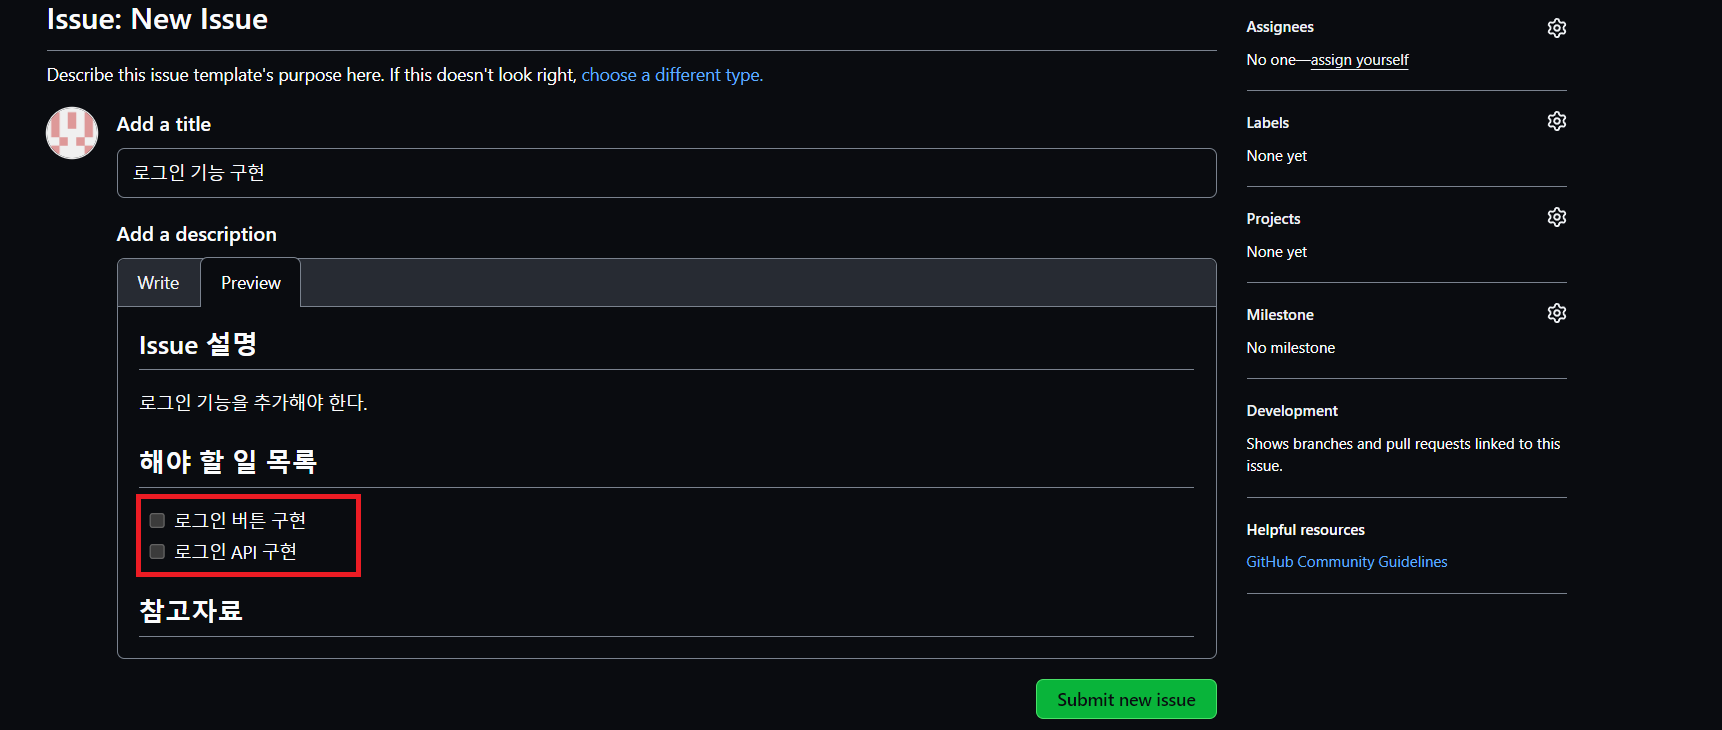 Issue: New Issue
Describe this issue template's purpose here. If this doesn't look right, choose a different type.
Add a title
로그인 기능 구현
Add a description
Write
Preview
Issue 설명
로그인 기능을 추가해야 한다.
해야 할 일 목록
로그인 버튼 구현
로그인 API 구현
참고자료
Submit new issue
Assignees
No one—assign yourself
Labels
None yet
Projects
None yet
Milestone
No milestone
Development
Shows branches and pull requests linked to this
issue.
Helpful resources
GitHub Community Guidelines